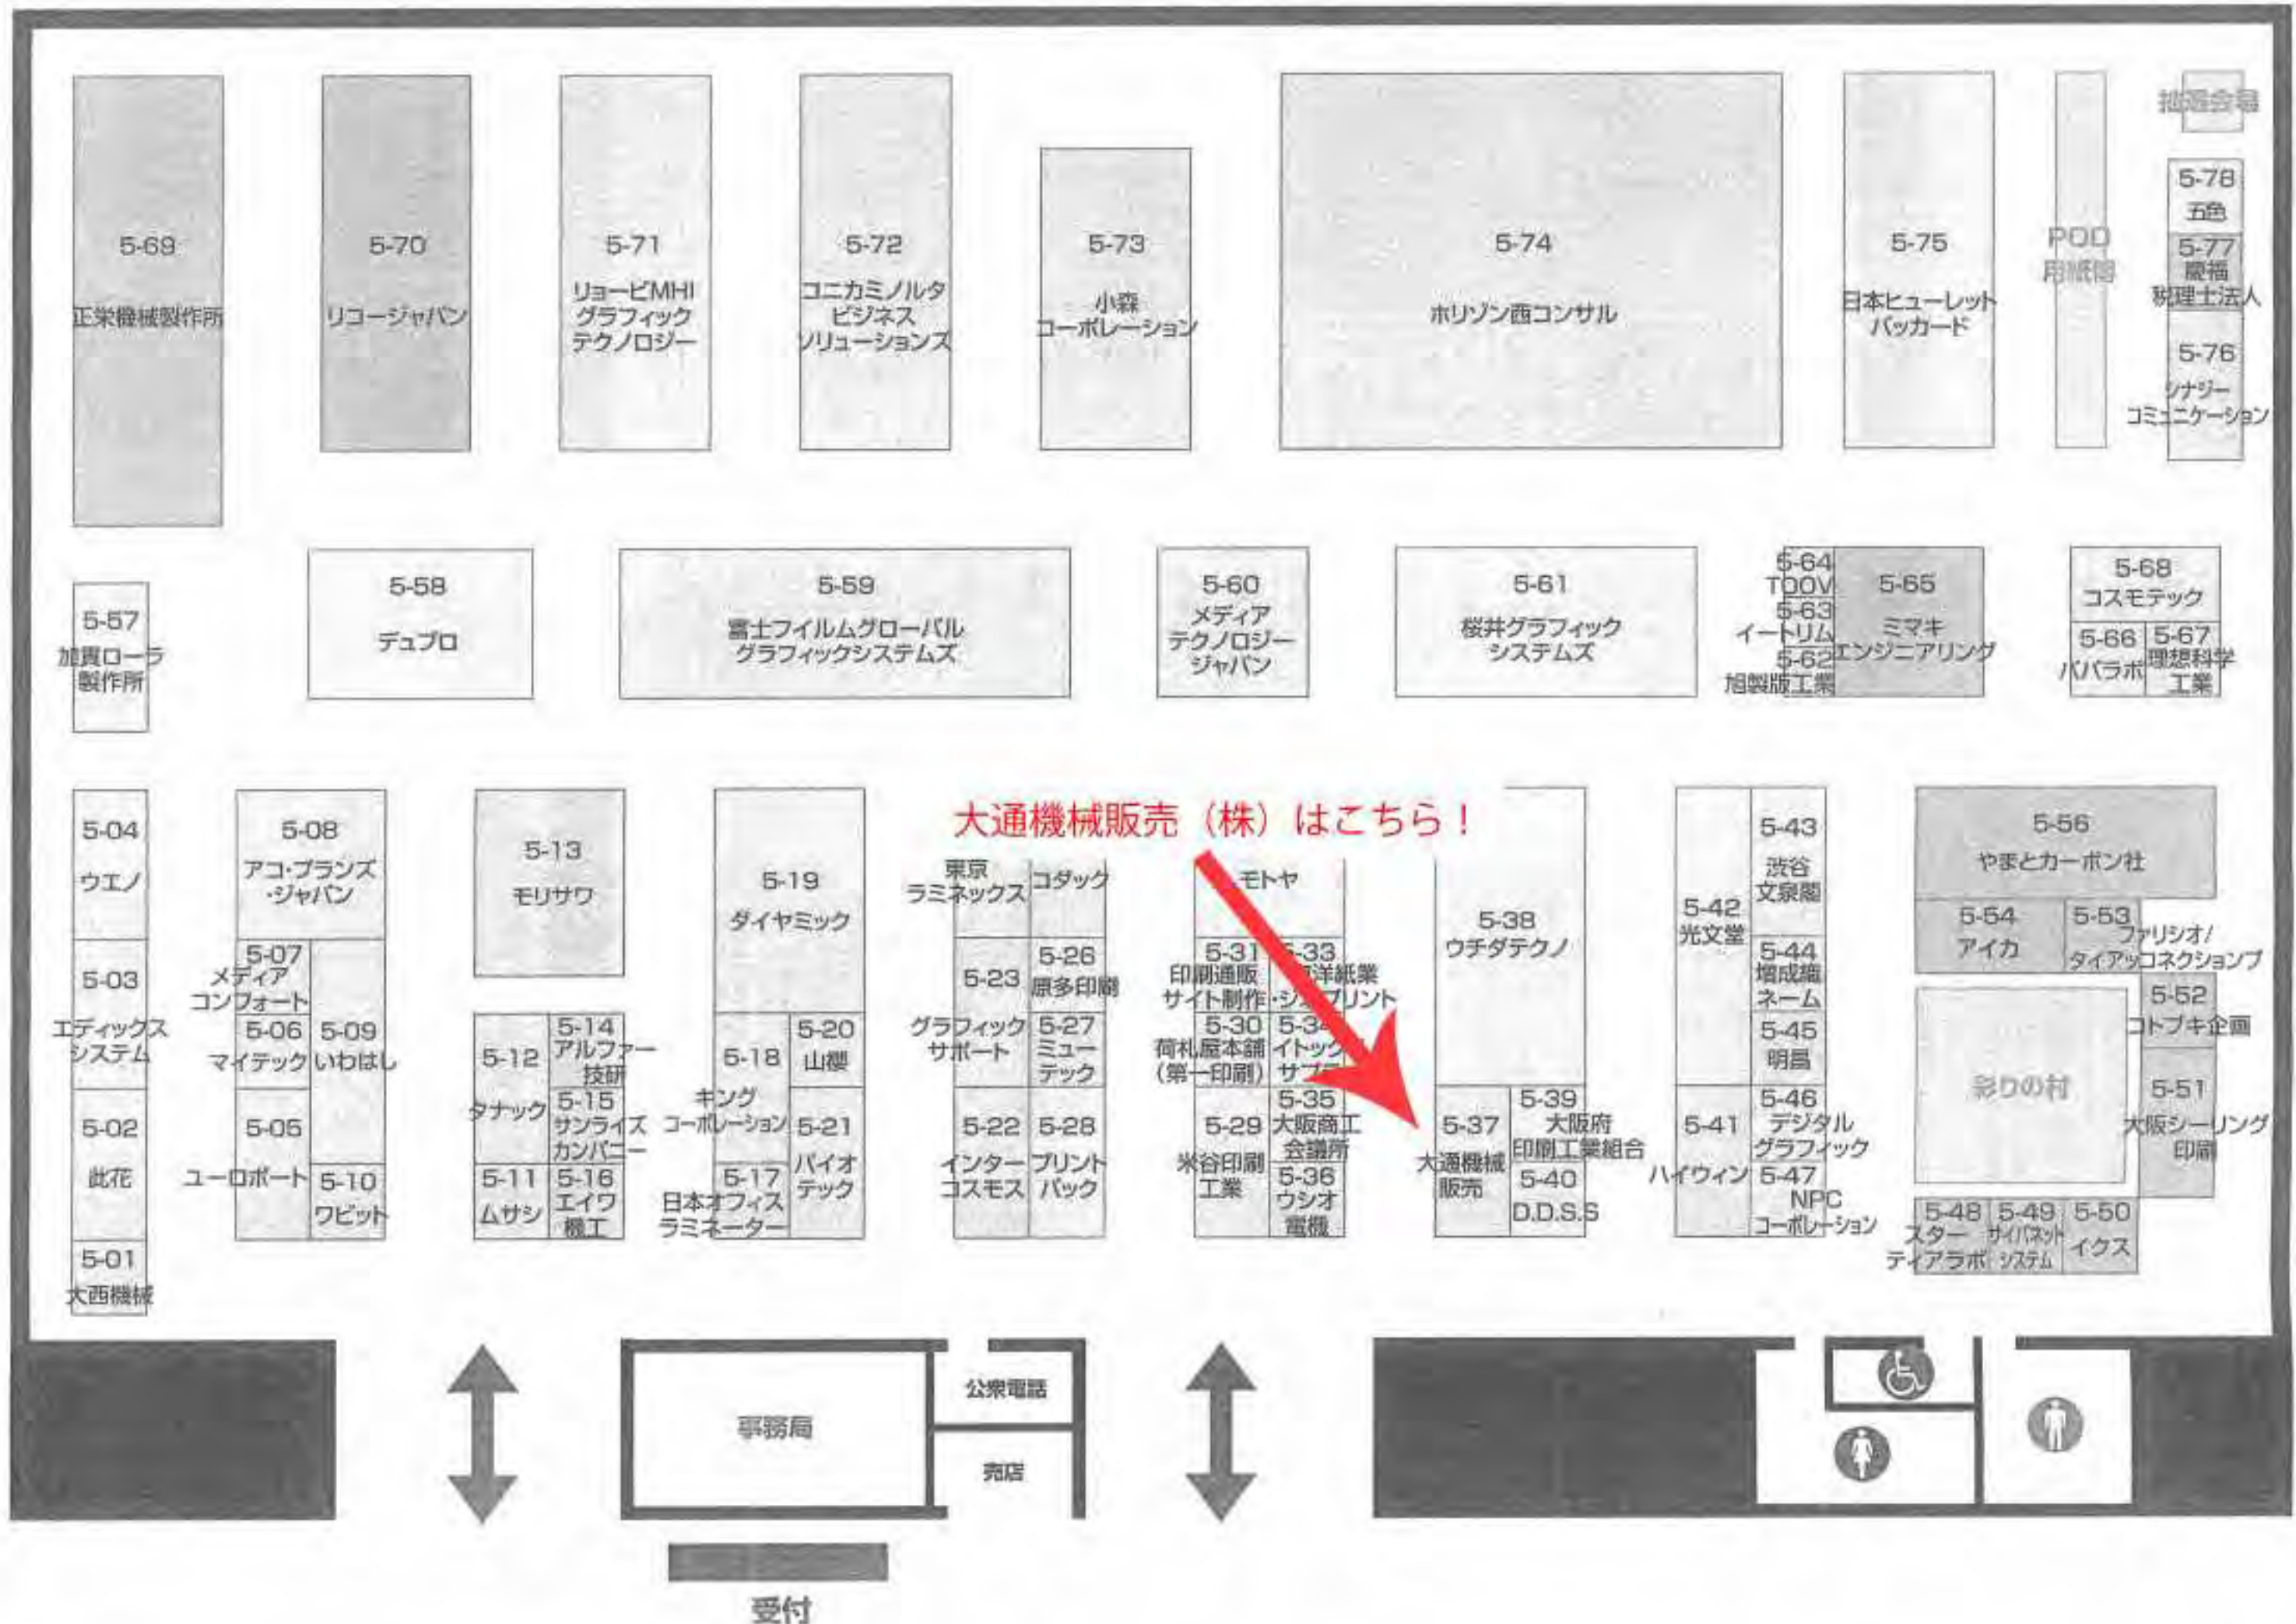 抽選会場
5-69
正栄機械製作所
5-70
リコージャパン
5-71
リョービMHI
グラフィック
テクノロジー
5-72
コニカミノルタ
ビジネス
ソリューションズ
5-73
小森
コーポレーション
5-74
ホリゾン西コンサル
5-75
日本ヒューレット
パッカード
POD
用紙
5-78
五色
5-77
慶福
税理士法人
5-76
シナジー
コミュニケーション
5-57
加貫ローラ
製作所
5-58
デュプロ
5-59
富士フイルムグローバル
グラフィックシステムズ
5-60
メディア
テクノロジー
ジャパン
5-61
桜井グラフィック
システムズ
5-64
TOOV
5-63
イートリム
5-62
旭製版工業
5-65
ミマキ
エンジニアリング
5-68
コスモテック
5-66
パパラボ
5-67
理想科学
工業
大通機械販売（株）はこちら！
5-04
ウエノ
5-03
エディックス
システム
5-02
此花
5-01
大西機械
5-08
アコ・ブランズ
・ジャパン
5-07
メディア
コンフォート
5-06
マイテック
5-09
いわはし
5-05
ユーロポート
5-10
ワビット
5-13
モリサワ
5-12
タナック
5-14
アルファー
技研
5-15
サンライズ
カンパニー
5-11
ムサシ
5-16
エイワ
機工
5-19
ダイヤミック
5-18
キング
コーポレーション
5-20
山櫻
5-21
バイオ
テック
5-17
日本オフィス
ラミネーター
東京
ラミネックス
コダック
5-23
グラフィック
サポート
5-26
原多印刷
5-27
ミュー
テック
5-22
インター
コスモス
5-28
プリント
パック
モトヤ
5-31
印刷通販
サイト制作
5-33
洋紙業
プリント
5-30
荷札屋本舗
（第一印刷）
5-34
イトック
サプ
5-29
米谷印刷
工業
5-35
大阪商工
会議所
5-36
ウシオ
電機
5-38
ウチダテクノ
5-37
大通機械
販売
5-39
大阪府
印刷工業組合
5-40
D.D.S.S
5-42
光文堂
5-43
渋谷
文泉閣
5-44
増成織
ネーム
5-45
明昌
5-41
ハイウィン
5-46
デジタル
グラフィック
5-47
NPC
コーポレーション
5-56
やまとカーボン社
5-54
アイカ
5-53
ファリシオ/
タイアップコネクション
5-52
コトブキ企画
彩りの村
5-51
大阪シーリング
印刷
5-48
スター
ティアラボ
5-49
サイバネット
システム
5-50
イクス
事務局
公衆電話
売店
受付